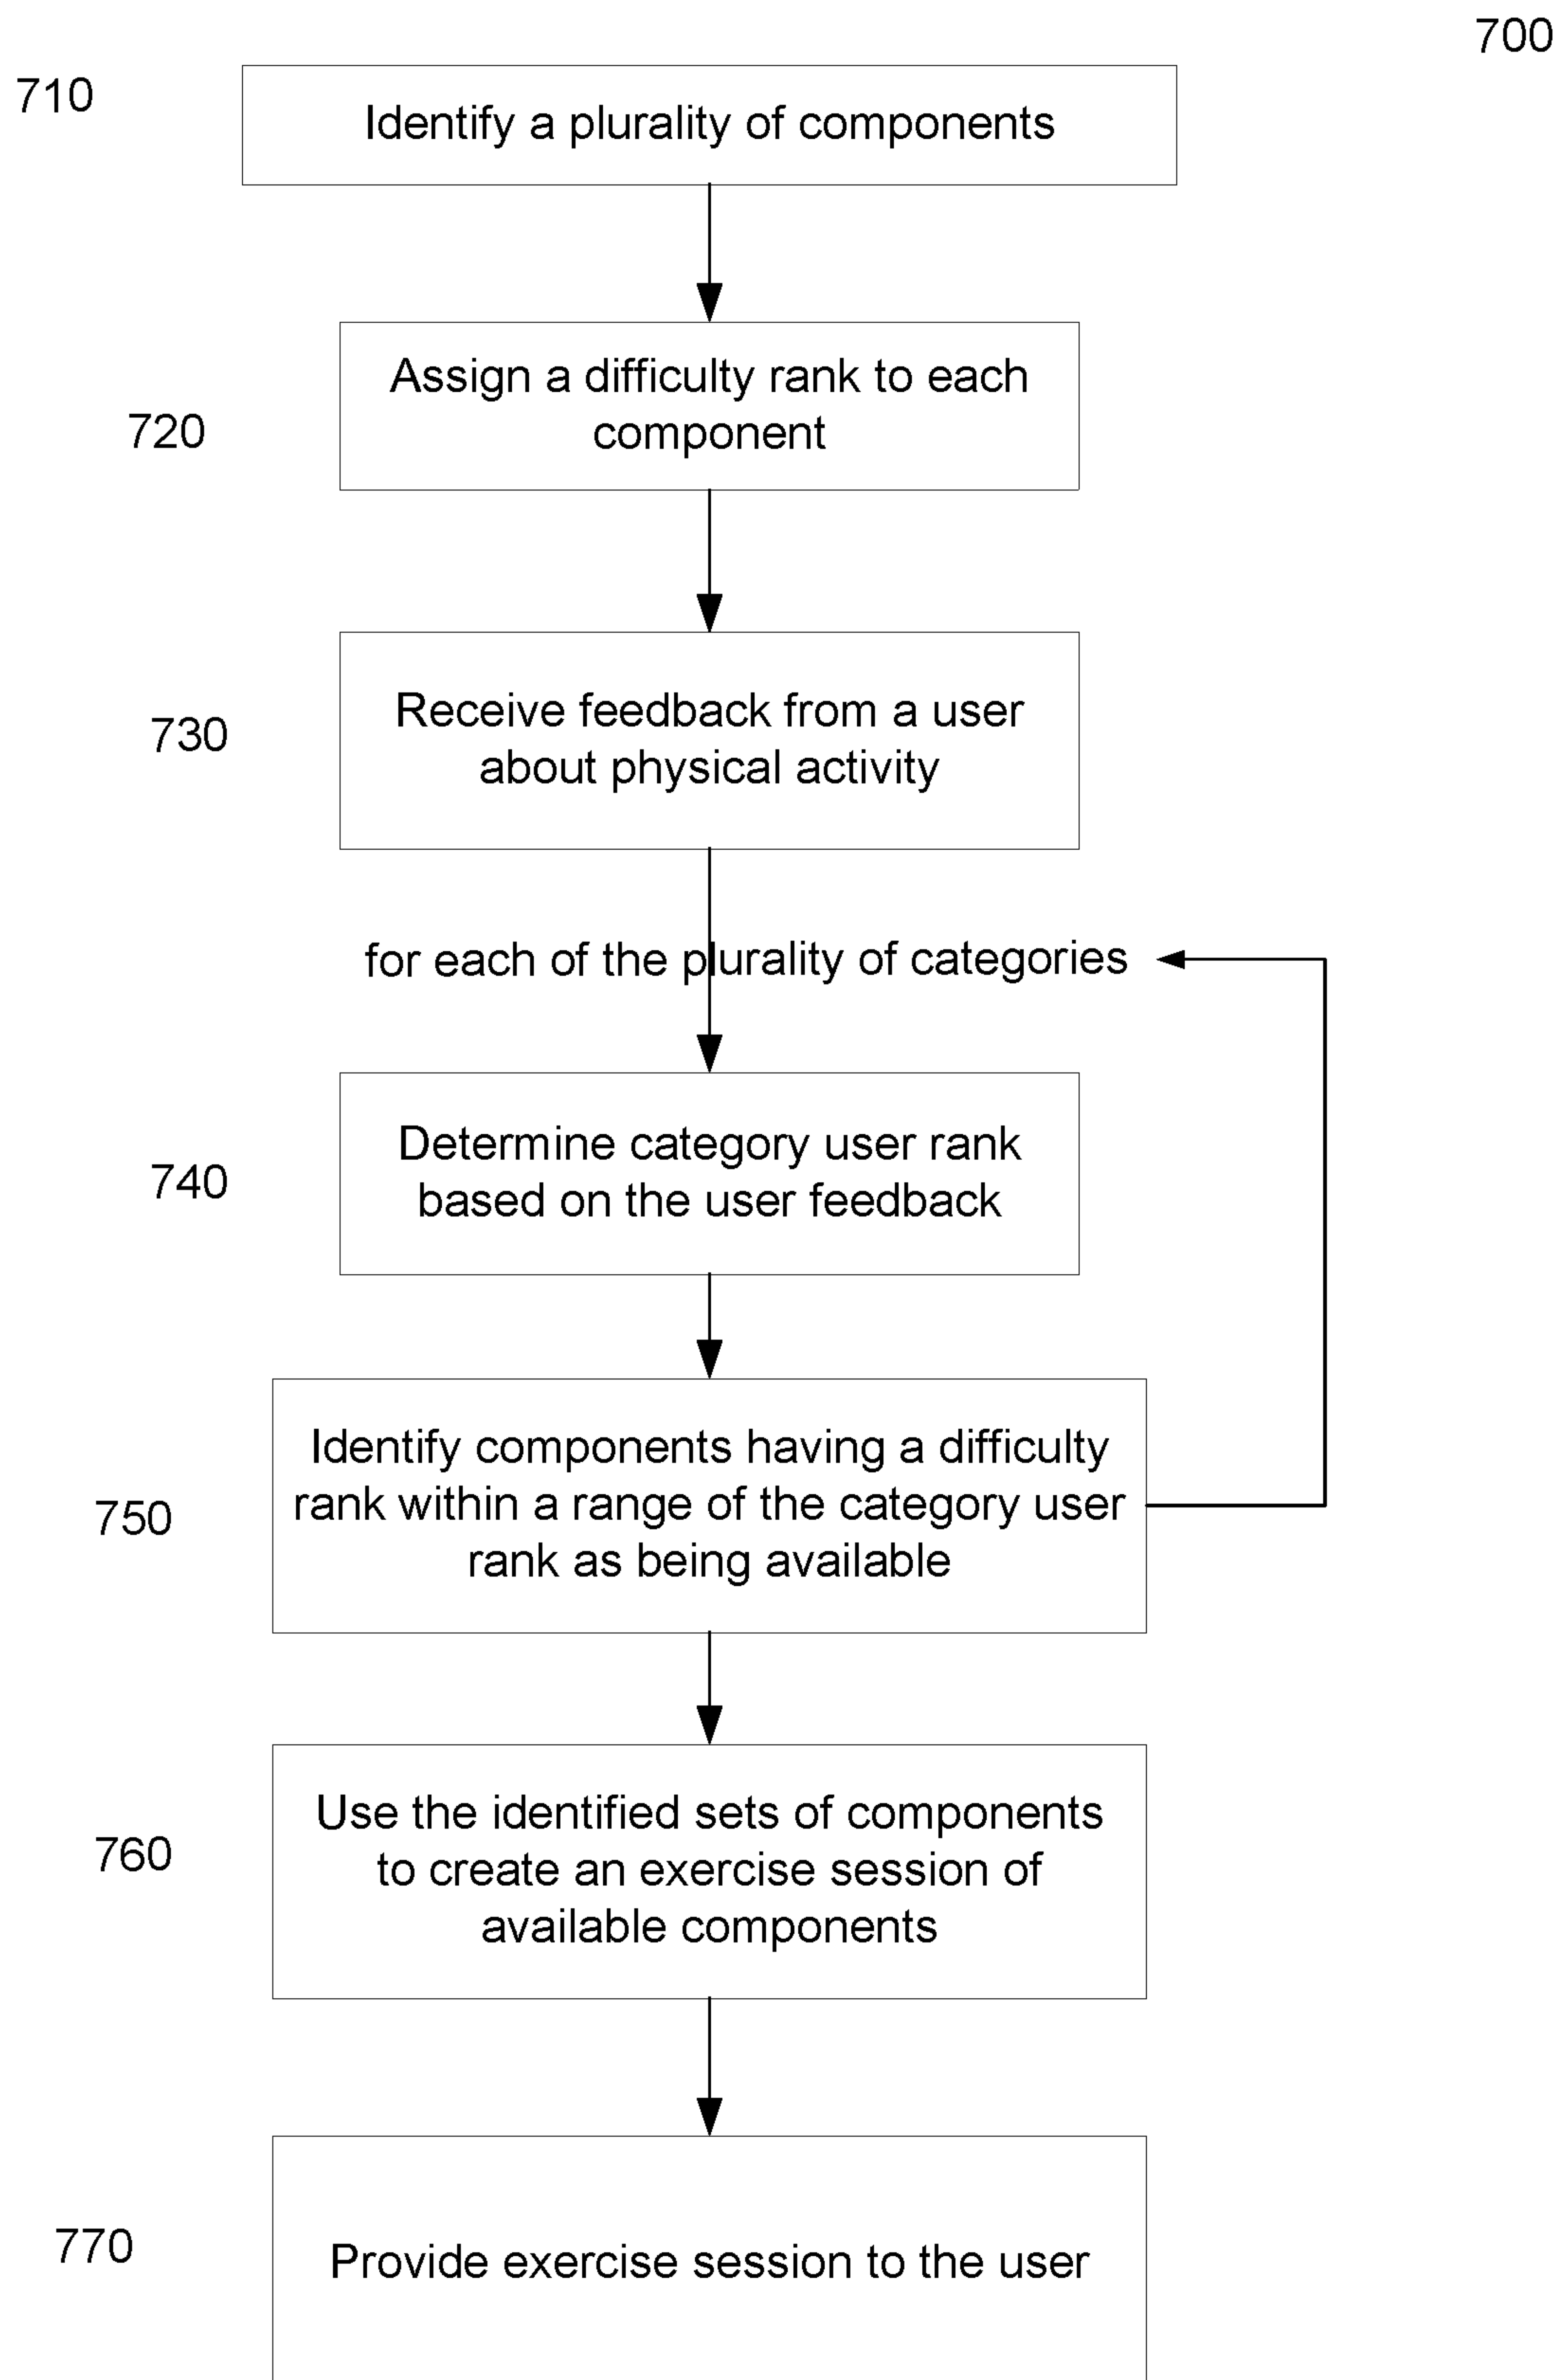 700
710
Identify a plurality of components
Assign a difficulty rank to each
component
720
Receive feedback from a user
about physical activity
730
for each of the plurality of categories
Determine category user rank
based on the user feedback
740
Identify components having a difficulty
rank within a range of the category user
rank as being available
750
Use the identified sets of components
to create an exercise session of
available components
760
Provide exercise session to the user
770